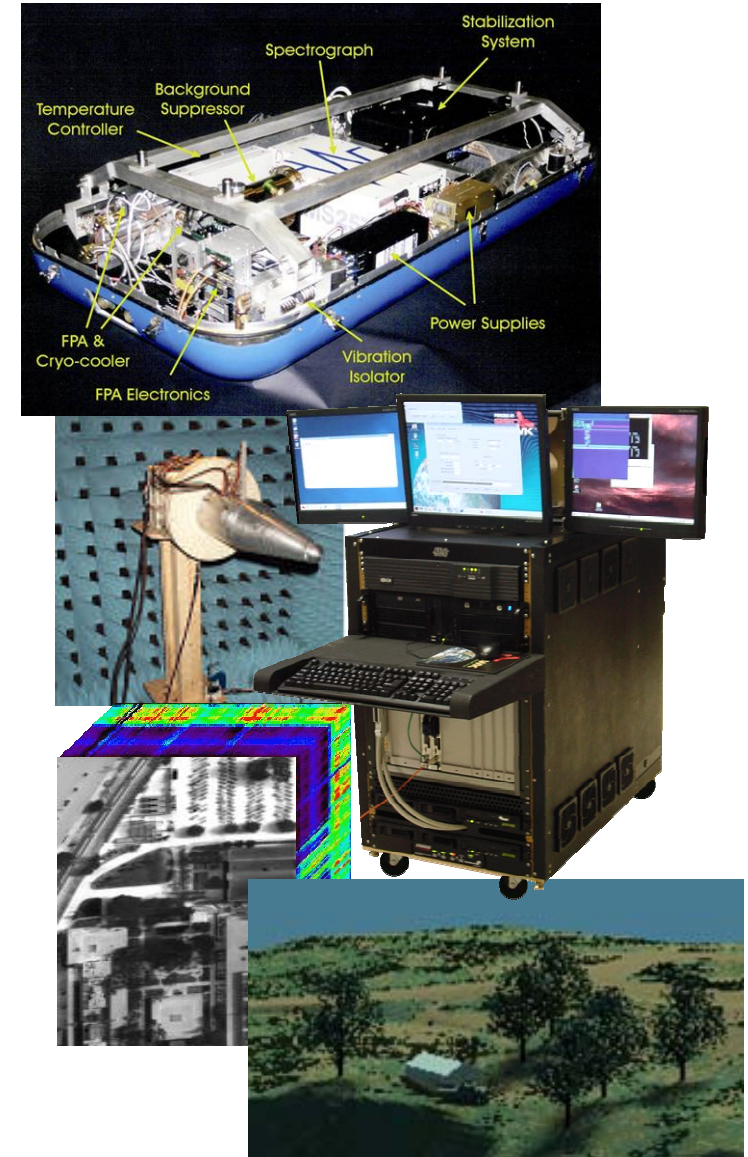 Stabilization
System
Spectrograph
Background
Suppressor
Temperature
Controller
FPA &
Cryo-cooler
FPA Electronics
Vibration
Isolator
Power Supplies